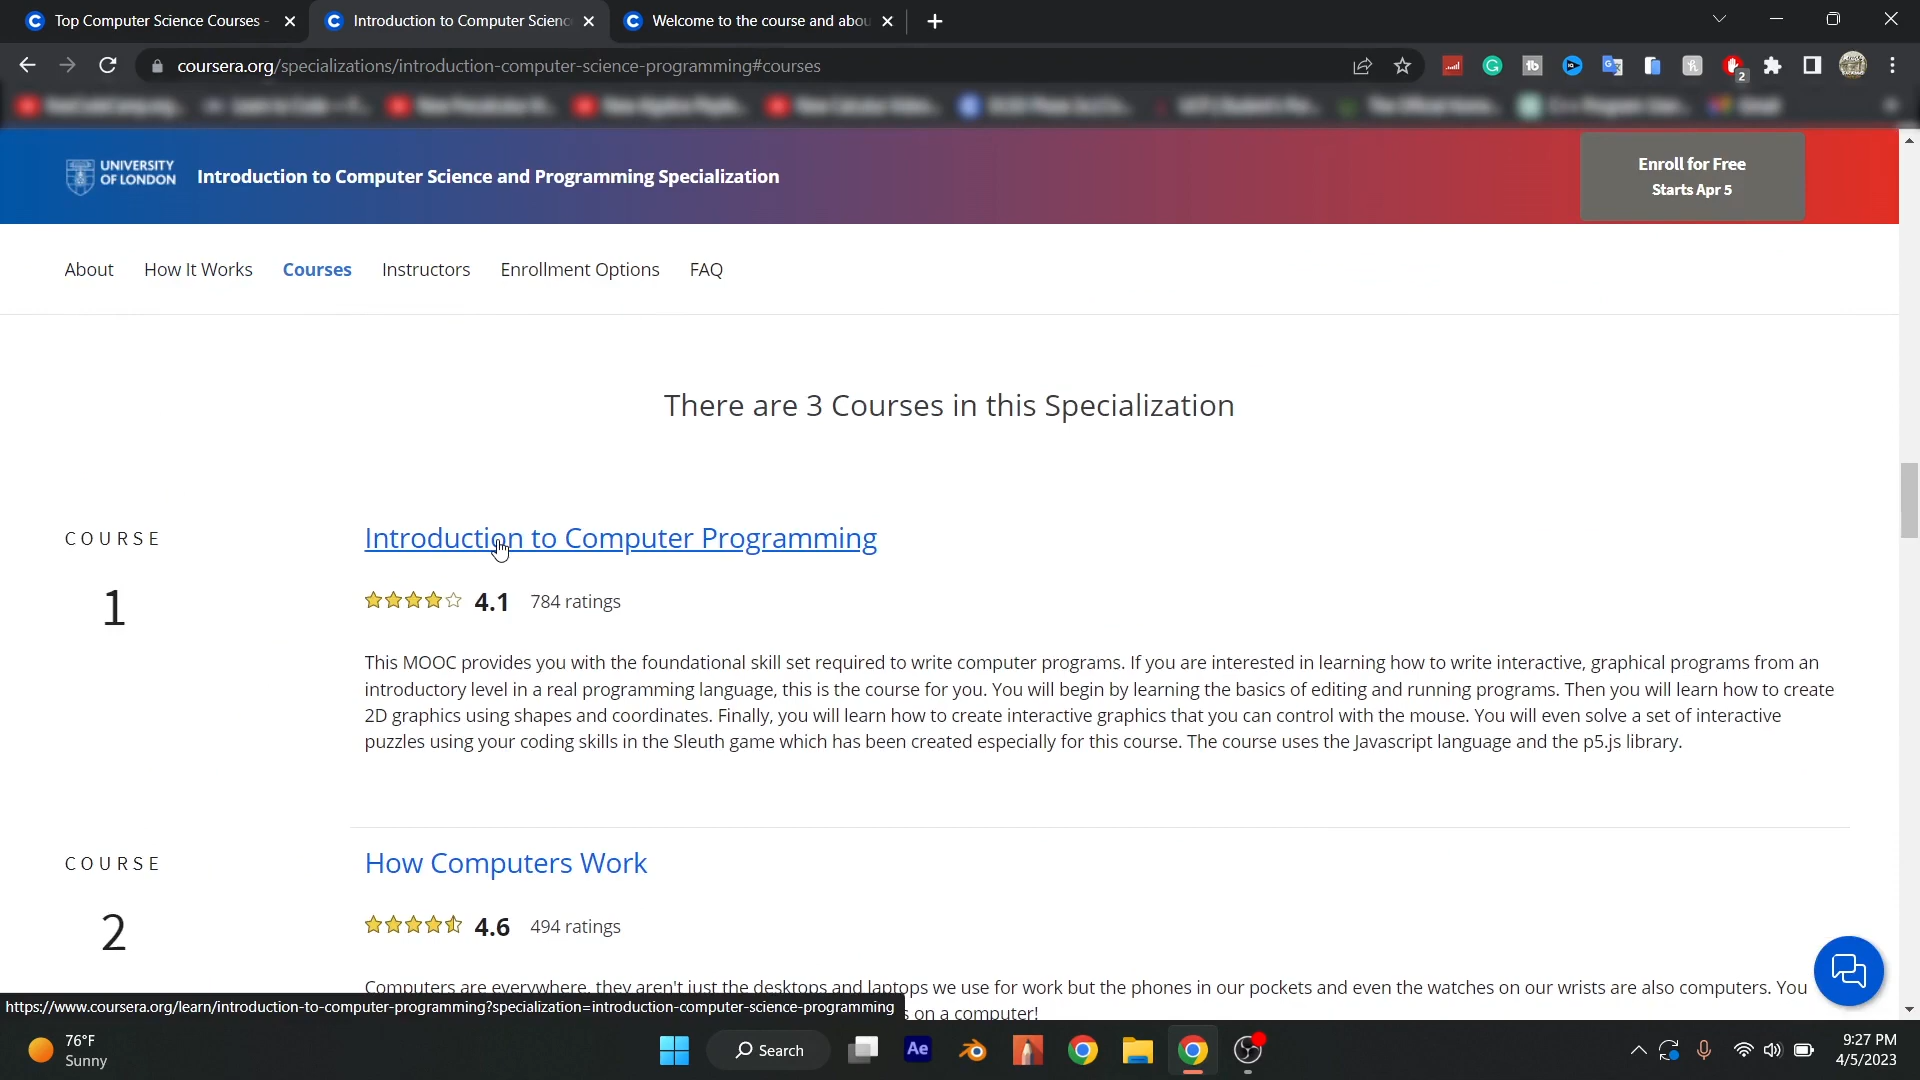 Top Computer Science Courses -
Introduction to Computer Scienc
Welcome to the course and abou
coursera.org/specializations/introduction-computer-science-programming#courses
2
UNIVERSITY
OF LONDON
Introduction to Computer Science and Programming Specialization
Enroll for Free
Starts Apr 5
About How It Works Courses Instructors Enrollment Options FAQ
There are 3 Courses in this Specialization
COURSE
1
Introduction to Computer Programming
4.1 784 ratings
This MOOC provides you with the foundational skill set required to write computer programs. If you are interested in learning how to write interactive, graphical programs from an
introductory level in a real programming language, this is the course for you. You will begin by learning the basics of editing and running programs. Then you will learn how to create
2D graphics using shapes and coordinates. Finally, you will learn how to create interactive graphics that you can control with the mouse. You will even solve a set of interactive
puzzles using your coding skills in the Sleuth game which has been created especially for this course. The course uses the Javascript language and the p5.js library.
COURSE
2
How Computers Work
4.6 494 ratings
Computers are everywhere, they aren't just the desktops and laptops we use for work but the phones in our pockets and even the watches on our wrists are also computers. You
s on a computer!
https://www.coursera.org/learn/introduction-to-computer-programming?specialization=introduction-computer-science-programming
76°F
Sunny
Search
Ae
9:27 PM
4/5/2023